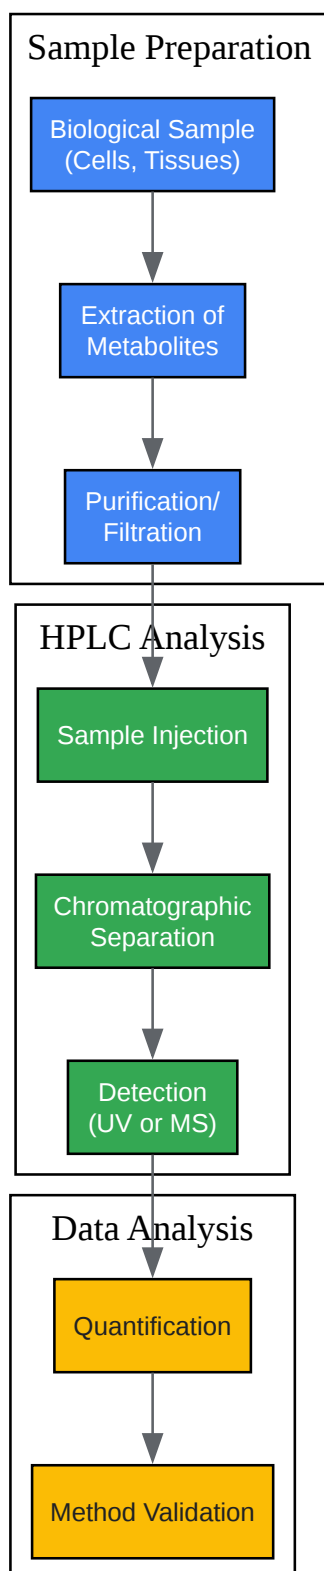 Sample Preparation
Biological Sample
(Cells, Tissues)
Extraction of
Metabolites
Purification/
Filtration
HPLC Analysis
Sample Injection
Chromatographic
Separation
Detection
(UV or MS)
Data Analysis
Quantification
Method Validation